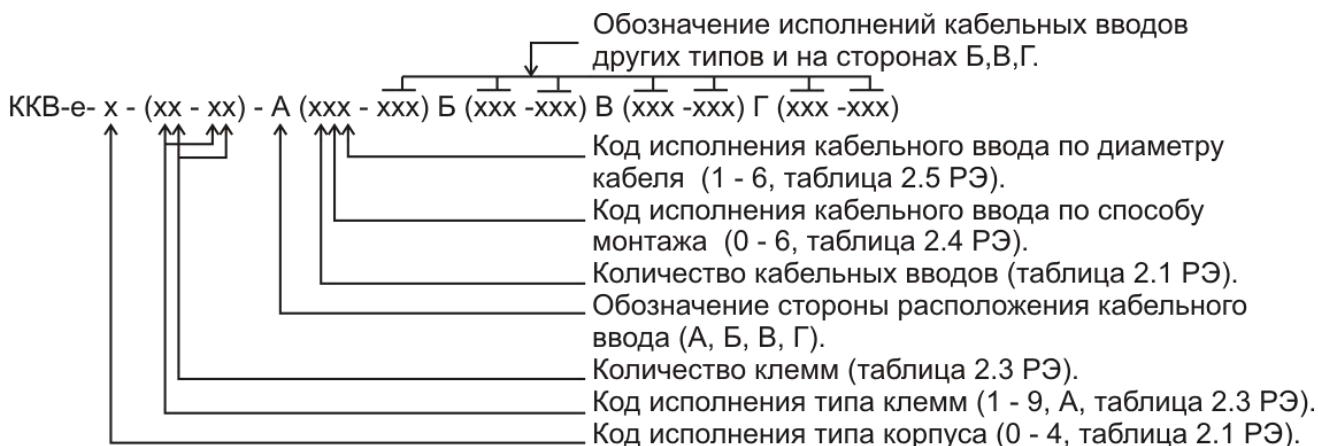 Обозначение исполнений кабельных вводов
других типов и на сторонах Б,В,Г.
ККВ-е- х - (хх - хх) - А (ххх - ххх) Б (ххх -ххх) В (ххх -ххх) Г (ххх -ххх)
Код исполнения кабельного ввода по диаметру
кабеля (1 - 6, таблица 2.5 РЭ).
Код исполнения кабельного ввода по способу
монтажа (0 - 6, таблица 2.4 РЭ).
Количество кабельных вводов (таблица 2.1 РЭ).
Обозначение стороны расположения кабельного
ввода (А, Б, В, Г).
Количество клемм (таблица 2.3 РЭ).
Код исполнения типа клемм (1 - 9, А, таблица 2.3 РЭ).
Код исполнения типа корпуса (0 - 4, таблица 2.1 РЭ).